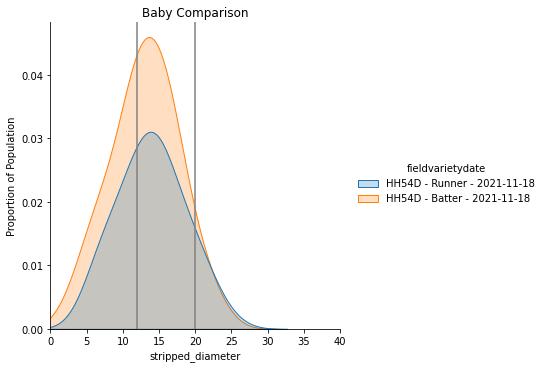 Baby Comparison
Proportion of Population
0.04
0.03
0.02
0.01
0.00
0 5 10 15 20 25 30 35 40
stripped_diameter
fieldvarietydate
HH54D - Runner - 2021-11-18
HH54D - Batter - 2021-11-18